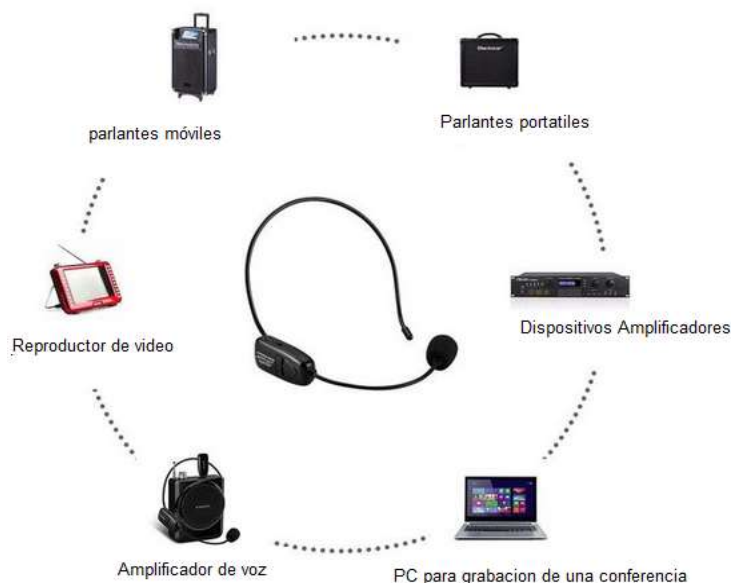 parlantes móviles
Parlantes portatiles
Reproductor de video
Dispositivos Amplificadores
Amplificador de voz
PC para grabacion de una conferencia